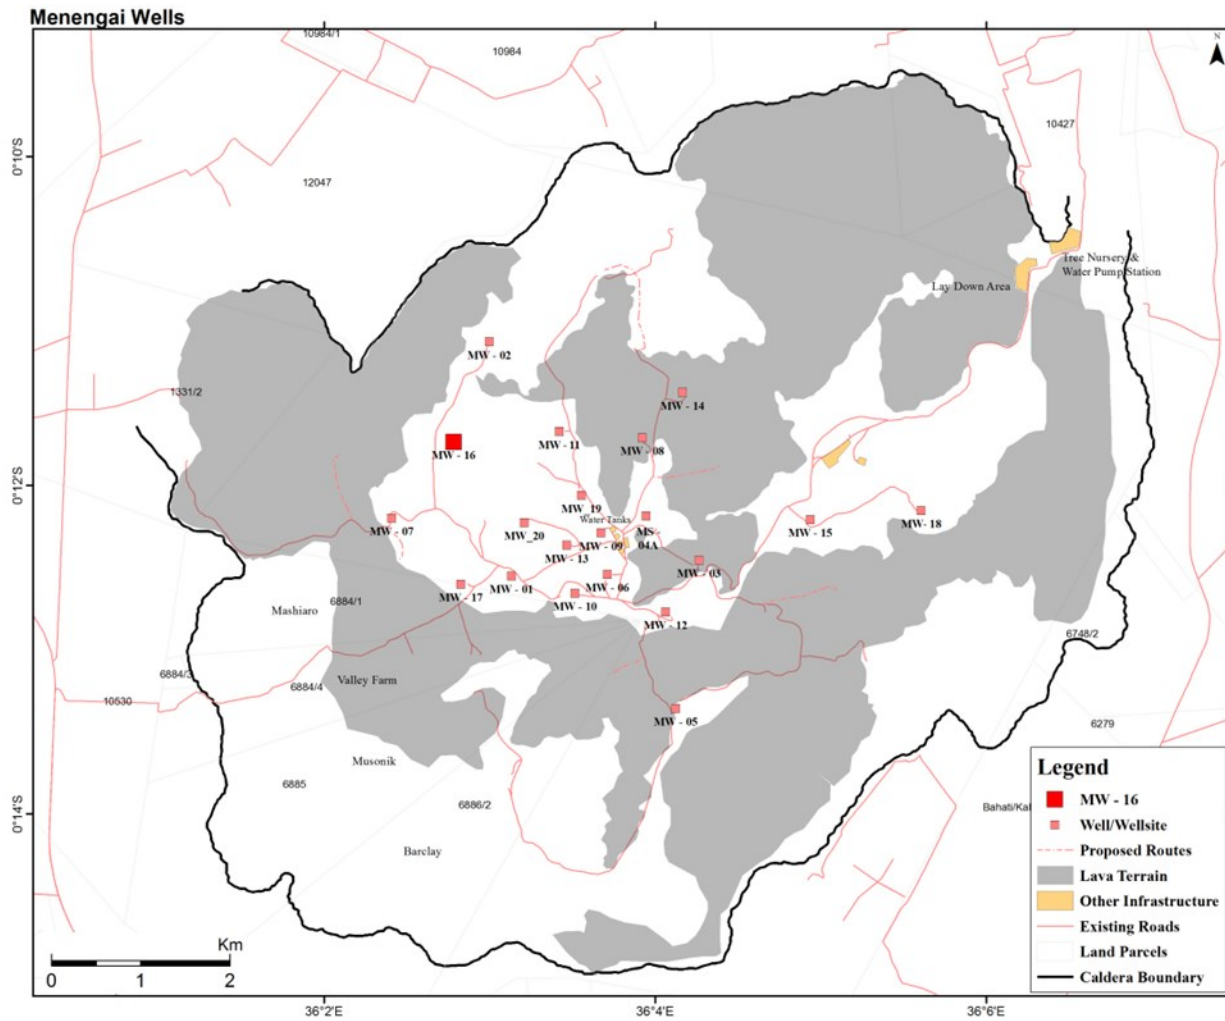 Menengai Wells
10984/1
10984
N
10427
0°10'S
12047
Tree Nursery &
Water Pump Station
Lay Down Area
MW - 02
1331/2
MW - 14
MW - 11
MW - 08
MW - 16
0°12'S
MW_19
Water Tanks
MW - 07
MW_20
MW - 09
MS -
04A
MW - 15
MW- 18
MW - 13
MW - 03
MW - 01
MW - 06
MW - 17
MW - 10
6884/1
Mashiaro
MW - 12
6748/2
6884/3
Valley Farm
6884/4
10530
MW - 05
6279
Musonik
6885
6886/2
0°14'S
Barclay
Km
0 1 2
36°2'E
36°4'E
36°6'E
Legend
MW - 16
Well/Wellsite
Proposed Routes
Lava Terrain
Other Infrastructure
Existing Roads
Land Parcels
Caldera Boundary